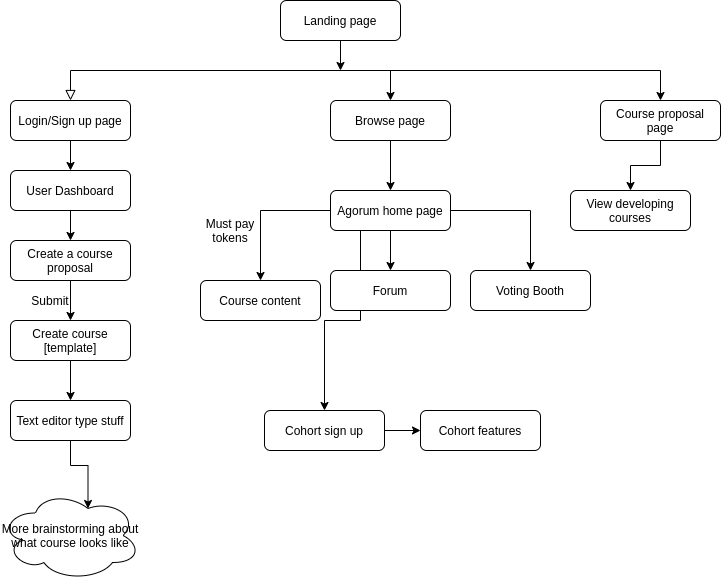 Landing page
Login/Sign up page
Browse page
Course proposal
page
User Dashboard
Agorum home page
View developing
courses
Must pay
tokens
Create a course
proposal
Submit
Course content
Forum
Voting Booth
Create course
[template]
Text editor type stuff
Cohort sign up
Cohort features
More brainstorming about
what course looks like